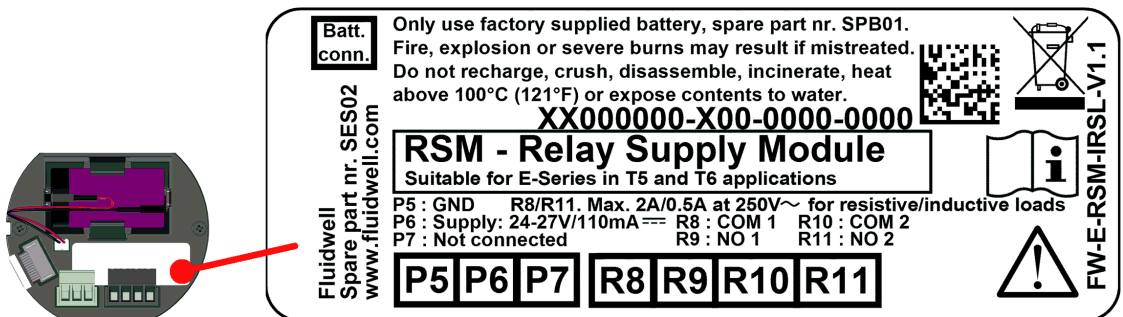 Batt.
conn.
Only use factory supplied battery, spare part nr. SPB01.
Fire, explosion or severe burns may result if mistreated.
Do not recharge, crush, disassemble, incinerate, heat
above 100°C (121°F) or expose contents to water.
XX000000-X00-0000-0000
RSM - Relay Supply Module
Suitable for E-Series in T5 and T6 applications
P5 : GND R8/R11. Max. 2A/0.5A at 250V～ for resistive/inductive loads
P6 : Supply: 24-27V/110mA⎓ R8 : COM 1 R10 : COM 2
P7 : Not connected R9 : NO 1 R11 : NO 2
P5 P6 P7 R8 R9 R10 R11
Fluidwell
Spare part nr. SES02
www.fluidwell.com
FW-E-RSM-IRSL-V1.1